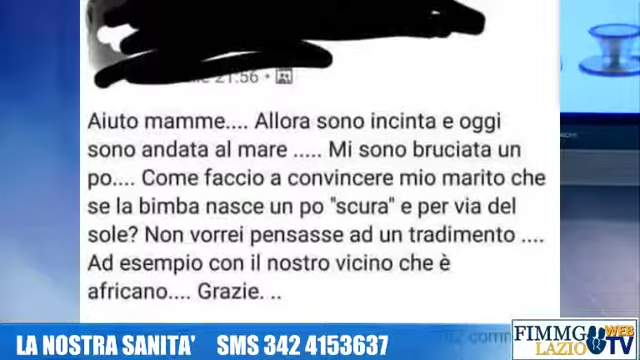 21:56
Aiuto mamme.... Allora sono incinta e oggi
sono andata al mare ..... Mi sono bruciata un
po.... Come faccio a convincere mio marito che
se la bimba nasce un po "scura" e per via del
sole? Non vorrei pensasse ad un tradimento ....
Ad esempio con il nostro vicino che è
africano.... Grazie. ..
LA NOSTRA SANITA' SMS 342 4153637
FIMMG WEB
LAZIO TV